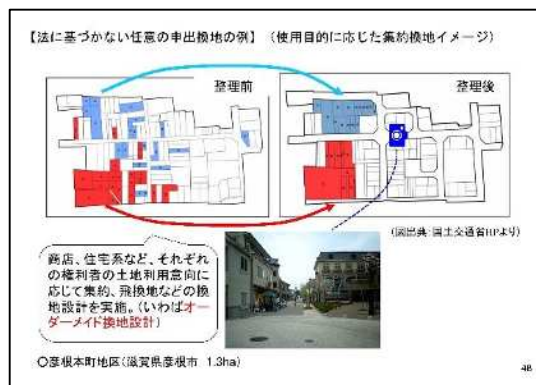 【法に基づかない任意の申出換地の例】(使用目的に応じた集約換地イメージ)
整理前
整理後
(図出典:国土交通省HPより)
商店、住宅系など、それぞれ
の権利者の土地利用意向に
応じて集約、飛換地などの換
地設計を実施。(いわばオー
ダーメイド換地設計)
○彦根本町地区(滋賀県彦根市 1.3ha)
48